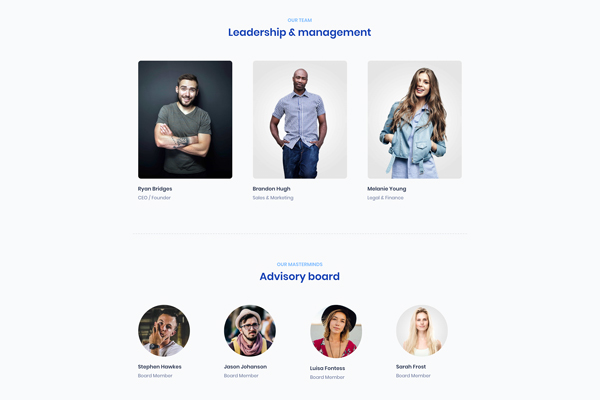 OUR TEAM
Leadership & management
Ryan Bridges
CEO / Founder
Brandon Hugh
Sales & Marketing
Melanie Young
Legal & Finance
OUR MASTERMINDS
Advisory board
Stephen Hawkes
Board Member
Jason Johanson
Board Member
Luisa Fontess
Board Member
Sarah Frost
Board Member